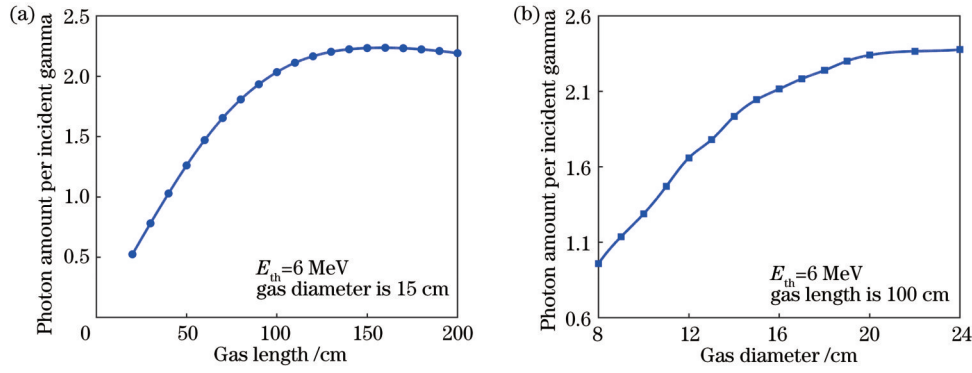 (a)
Photon amount per incident gamma
2.5
2.0
1.5
1.0
0.5
0
50
100
150
200
E_th=6 MeV
gas diameter is 15 cm
Gas length /cm
(b)
Photon amount per incident gamma
2.6
2.1
1.6
1.1
0.6
8
12
16
20
24
E_th=6 MeV
gas length is 100 cm
Gas diameter /cm